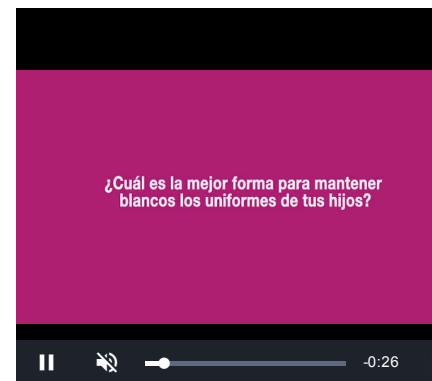 ¿Cuál es la mejor forma para mantener
blancos los uniformes de tus hijos?
-0:26